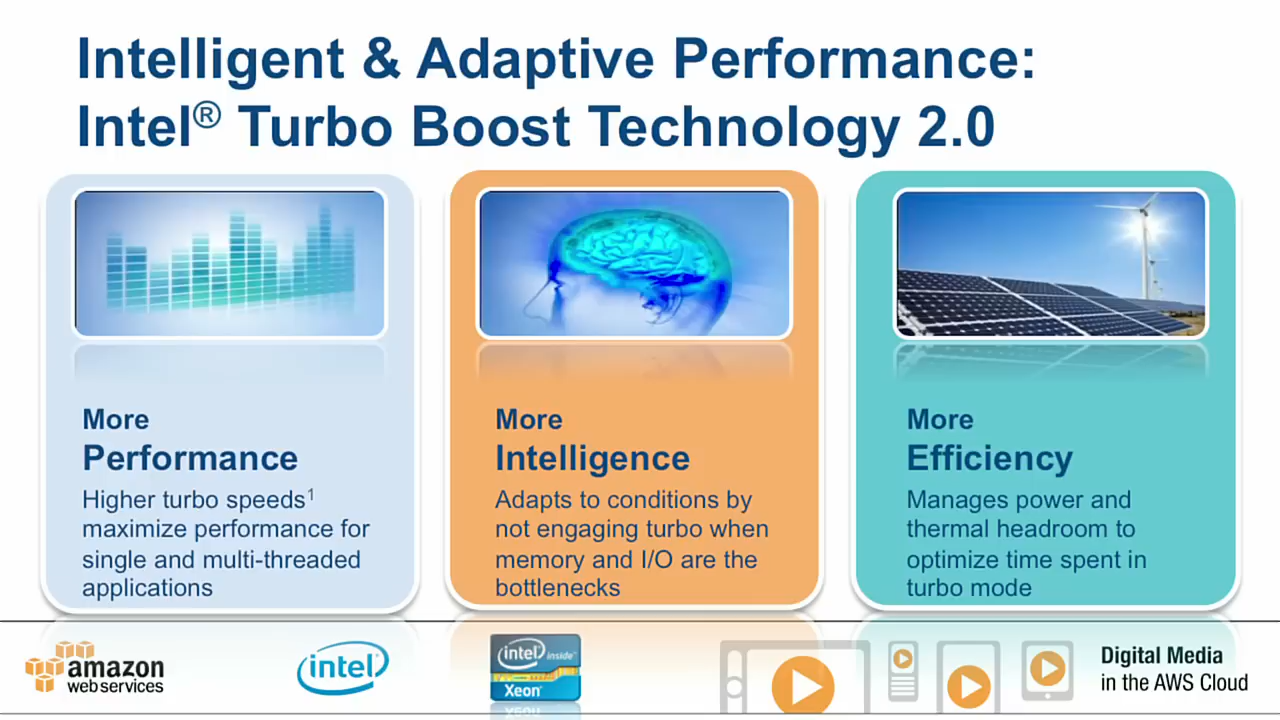 Intelligent & Adaptive Performance:
Intel® Turbo Boost Technology 2.0
More
Performance
Higher turbo speeds¹
maximize performance for
single and multi-threaded
applications
More
Intelligence
Adapts to conditions by
not engaging turbo when
memory and I/O are the
bottlenecks
More
Efficiency
Manages power and
thermal headroom to
optimize time spent in
turbo mode
amazon
webservices
intel®
intel® inside™
Xeon®
Digital Media
in the AWS Cloud